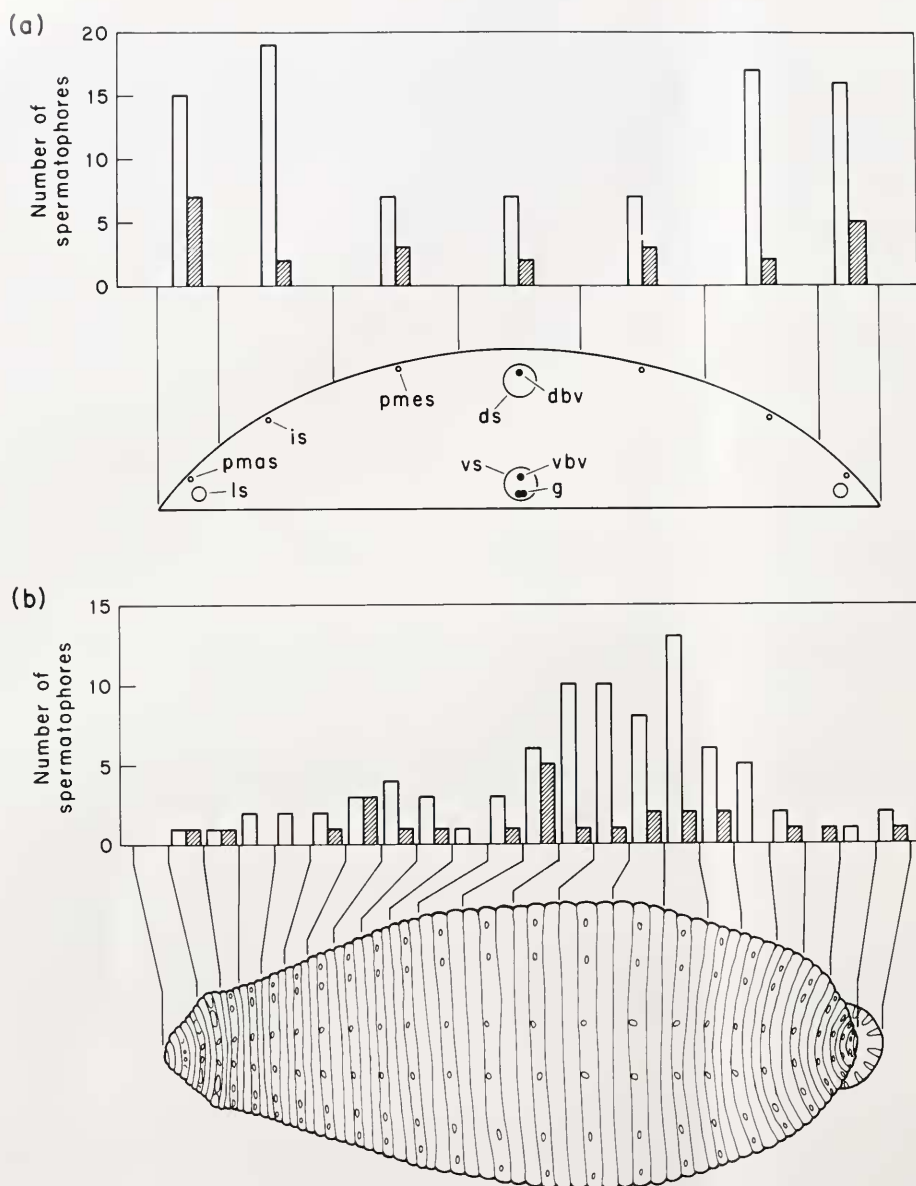 (a)
Number of
spermatophores
20
15
10
5
0
pmes
ds
dbv
is
pmas
ls
vs
vbv
g
(b)
Number of
spermatophores
15
10
5
0